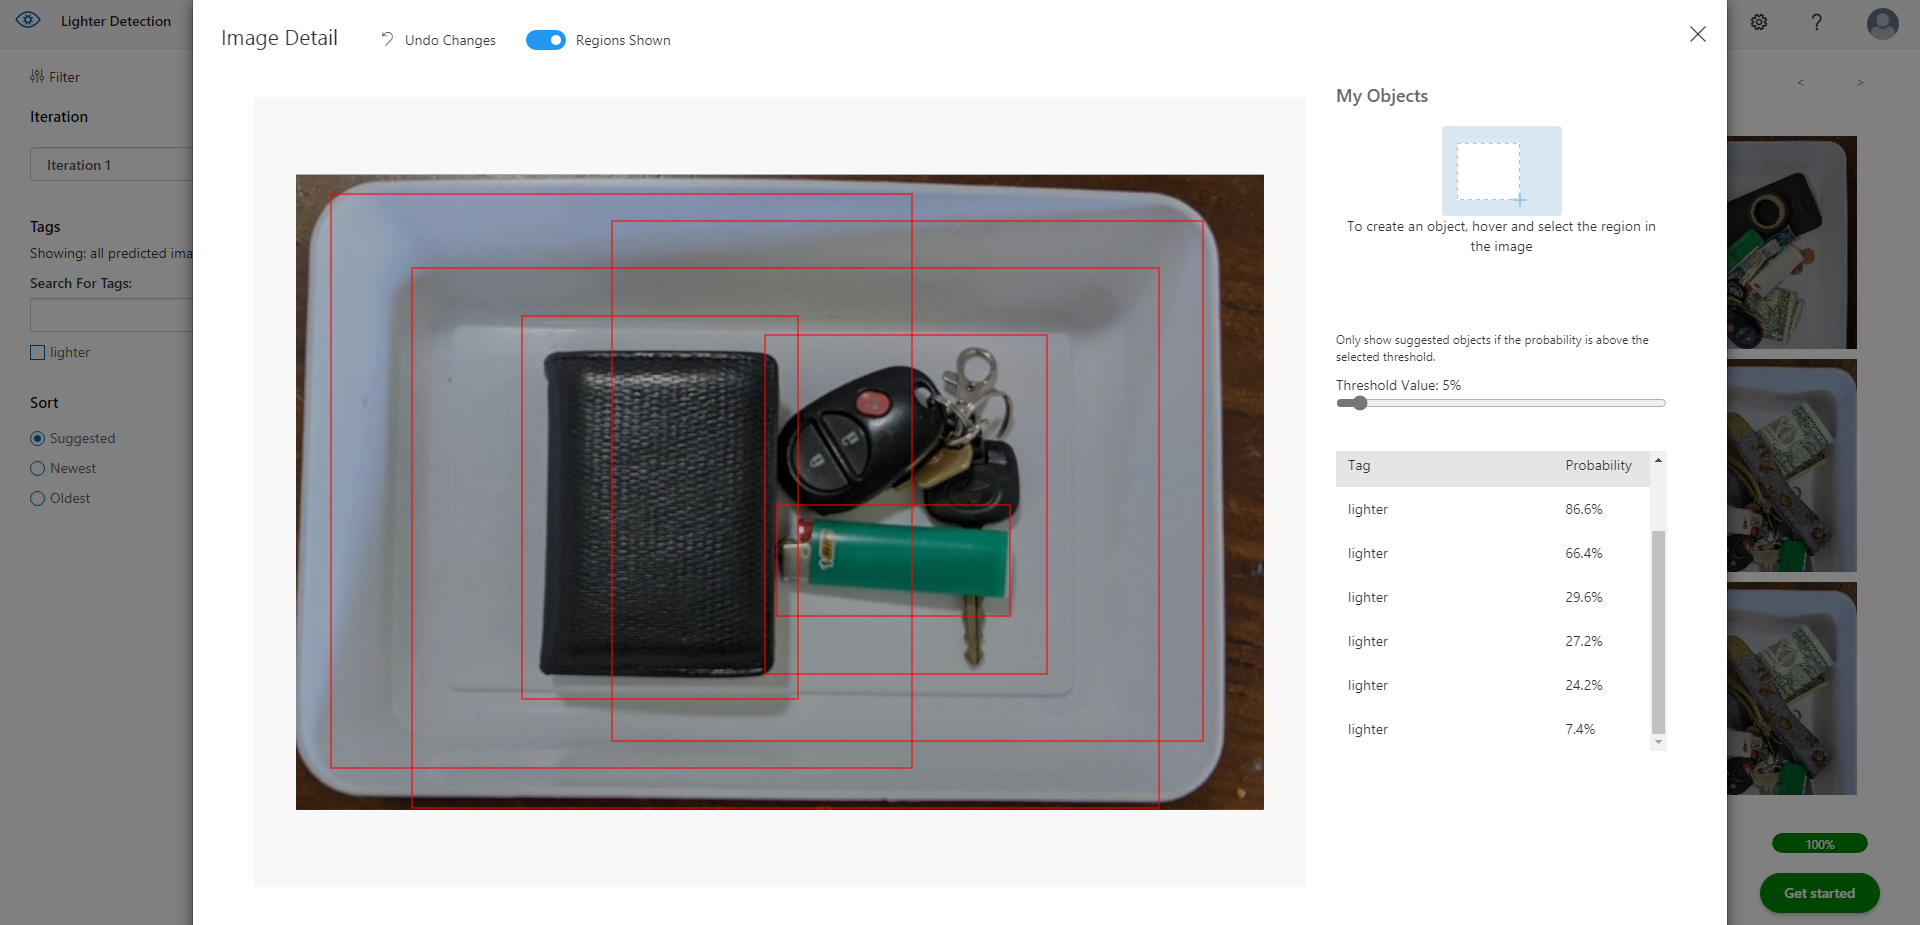 Lighter Detection
Filter
Iteration
Iteration 1
Tags
Showing: all predicted ima
Search For Tags:
lighter
Sort
Suggested
Newest
Oldest
Image Detail
Undo Changes
Regions Shown
My Objects
To create an object, hover and select the region in
the image
Only show suggested objects if the probability is above the
selected threshold.
Threshold Value: 5%
Tag Probability
lighter 86.6%
lighter 66.4%
lighter 29.6%
lighter 27.2%
lighter 24.2%
lighter 7.4%
?
< >
100%
Get started